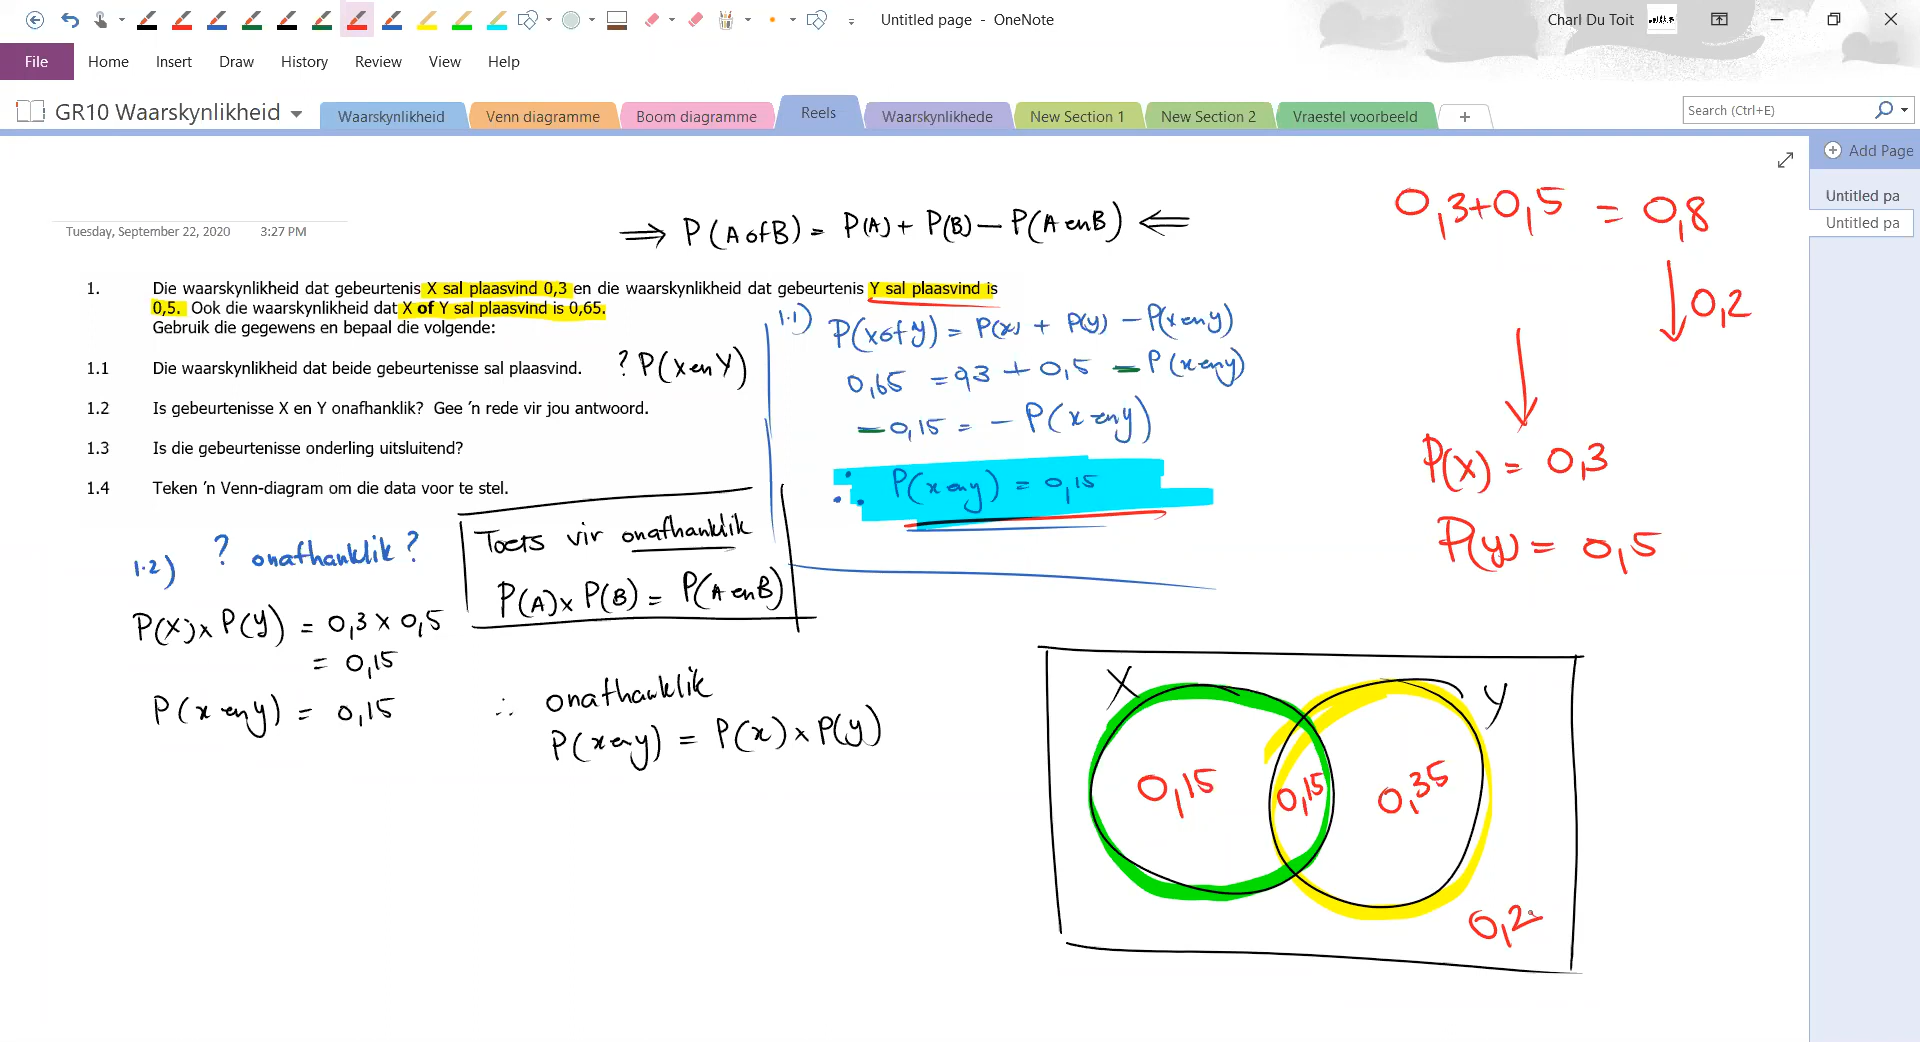 Untitled page - OneNote
Charl Du Toit
File Home Insert Draw History Review View Help
GR10 Waarskynlikheid
Waarskynlikheid Venn diagramme Boom diagramme Reels Waarskynlikhede New Section 1 New Section 2 Vraestel voorbeeld +
Search (Ctrl+E)
Add Page
Untitled pa
Untitled pa
Tuesday, September 22, 2020 3:27 PM
⇒ P(A of B) = P(A) + P(B) – P(A en B) ⇐
1. Die waarskynlikheid dat gebeurtenis X sal plaasvind 0,3 en die waarskynlikheid dat gebeurtenis Y sal plaasvind is
0,5. Ook die waarskynlikheid dat X of Y sal plaasvind is 0,65.
Gebruik die gegewens en bepaal die volgende:
1.1 Die waarskynlikheid dat beide gebeurtenisse sal plaasvind. ? P(X en Y)
1.2 Is gebeurtenisse X en Y onafhanklik? Gee 'n rede vir jou antwoord.
1.3 Is die gebeurtenisse onderling uitsluitend?
1.4 Teken 'n Venn-diagram om die data voor te stel.
1.1) P(x of y) = P(x) + P(y) – P(x en y)
0,65 = 0,3 + 0,5 – P(x en y)
– 0,15 = – P(x en y)
∴ P(x en y) = 0,15
0,3+0,5 = 0,8
0,2
P(x) = 0,3
P(y) = 0,5
1.2) ? onafhanklik?
Toets vir onafhanklik
P(A) x P(B) = P(A en B)
P(X) x P(Y) = 0,3 x 0,5
= 0,15
P(x en y) = 0,15
∴ onafhanklik
P(x en y) = P(x) x P(y)
X Y
0,15 0,15 0,35
0,2